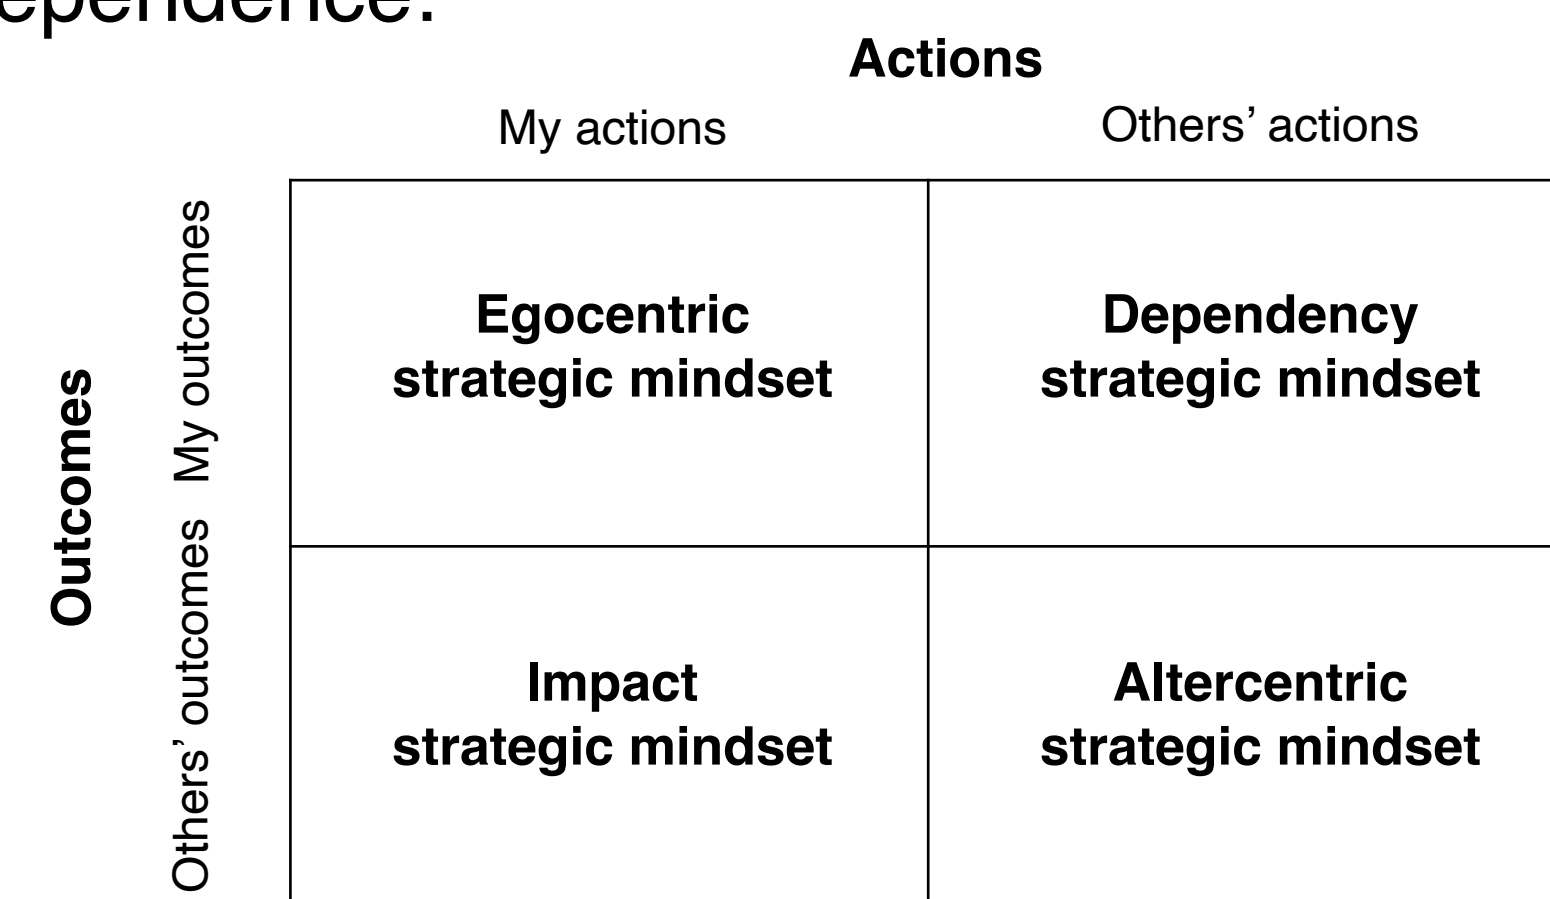 ependence.
Actions
My actions
Others’ actions
Outcomes
My outcomes
Others’ outcomes
Egocentric
strategic mindset
Dependency
strategic mindset
Impact
strategic mindset
Altercentric
strategic mindset